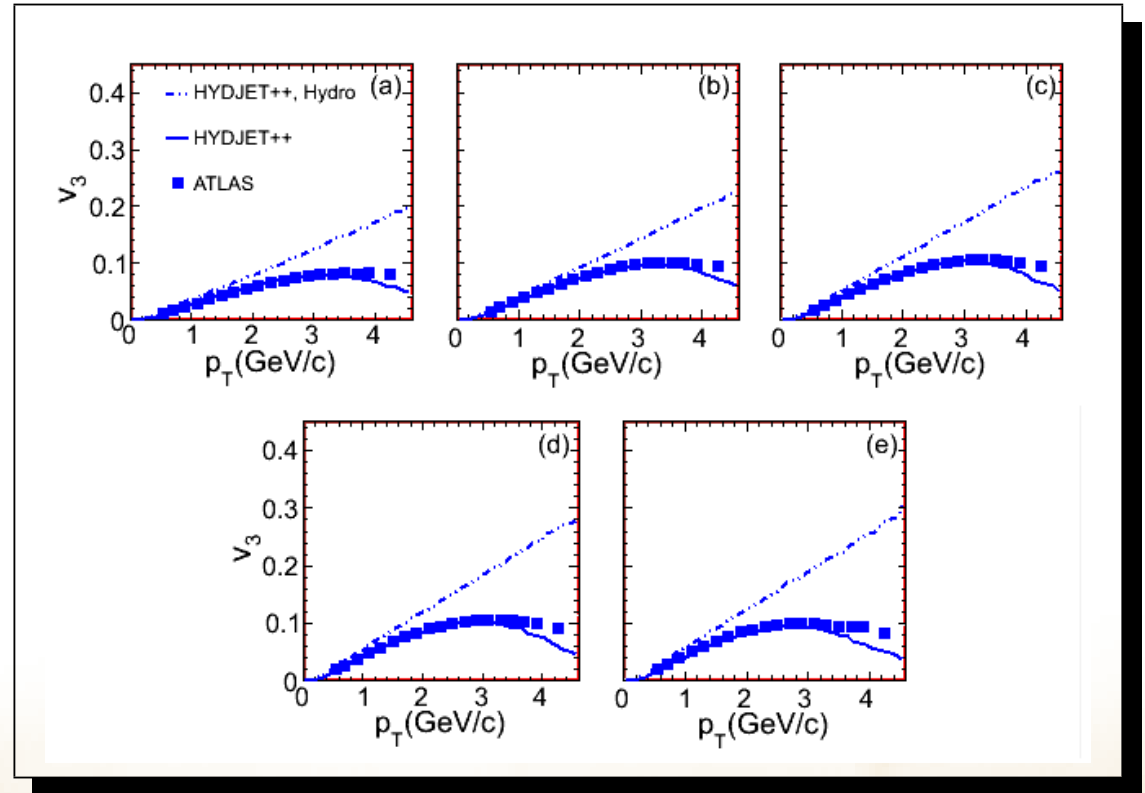 (a) (b) (c)
HYDJET++, Hydro
HYDJET++
ATLAS
v3
0.4
0.3
0.2
0.1
0
0 1 2 3 4
0 1 2 3 4
0 1 2 3 4
pT(GeV/c) pT(GeV/c) pT(GeV/c)
(d) (e)
v3
0.4
0.3
0.2
0.1
0
0 1 2 3 4
0 1 2 3 4
pT(GeV/c) pT(GeV/c)